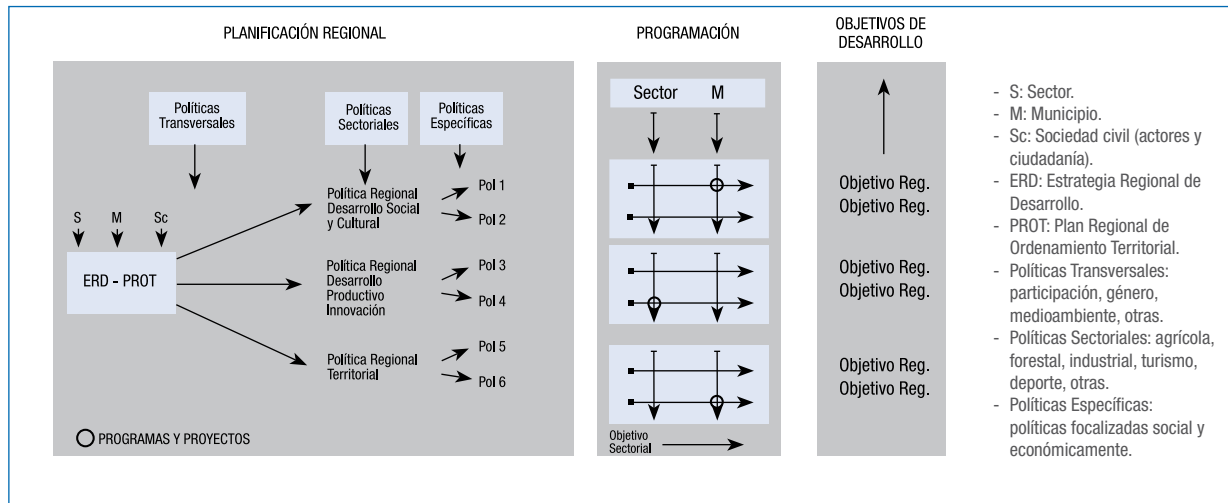 PLANIFICACIÓN REGIONAL
PROGRAMACIÓN
OBJETIVOS DE
DESARROLLO
Políticas
Transversales
Políticas
Sectoriales
Políticas
Específicas
S
M
Sc
ERD - PROT
Política Regional
Desarrollo Social
y Cultural
Pol 1
Pol 2
Política Regional
Desarrollo
Productivo
Innovación
Pol 3
Pol 4
Política Regional
Territorial
Pol 5
Pol 6
PROGRAMAS Y PROYECTOS
Sector
M
Objetivo
Sectorial
Objetivo Reg.
Objetivo Reg.
Objetivo Reg.
Objetivo Reg.
Objetivo Reg.
Objetivo Reg.
- S: Sector.
- M: Municipio.
- Sc: Sociedad civil (actores y
ciudadanía).
- ERD: Estrategia Regional de
Desarrollo.
- PROT: Plan Regional de
Ordenamiento Territorial.
- Políticas Transversales:
participación, género,
medioambiente, otras.
- Políticas Sectoriales: agrícola,
forestal, industrial, turismo,
deporte, otras.
- Políticas Específicas:
políticas focalizadas social y
económicamente.